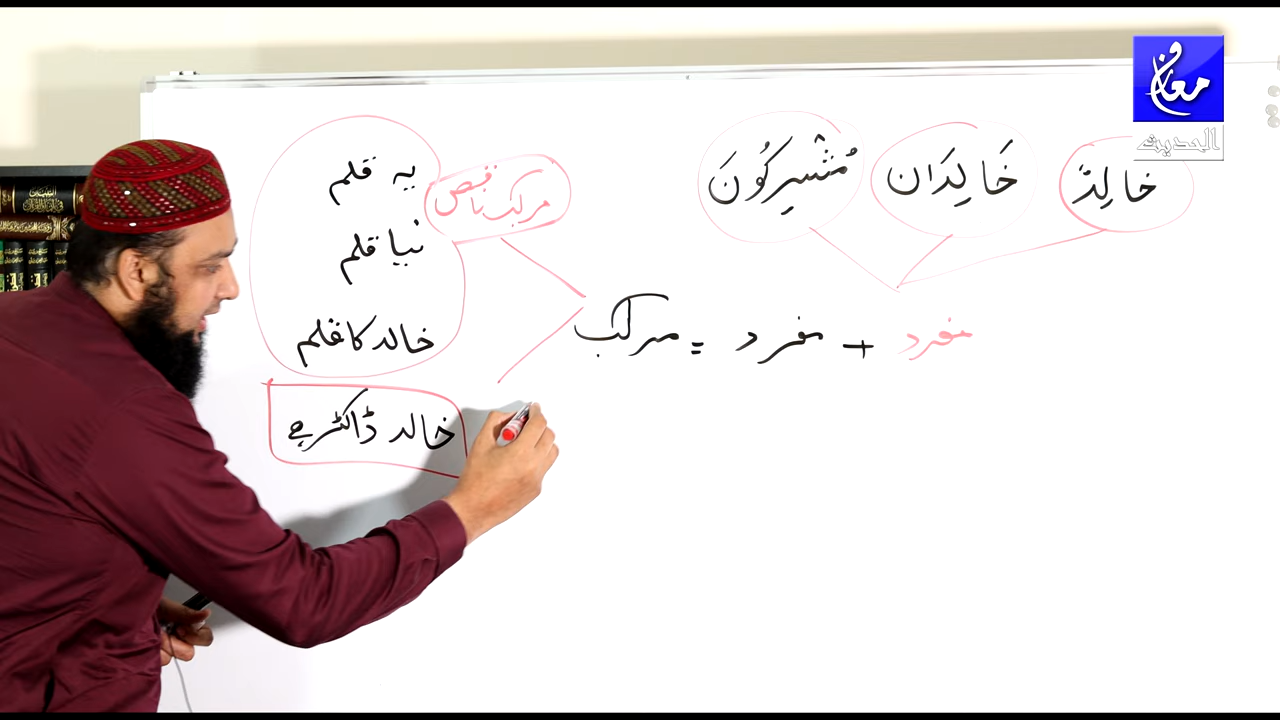 معارف
الحدیث
خَالِدٌ خَالِدَان مُشْرِکُونَ
مفرد + مفرد = مرکب
مرکب ناقص
یہ قلم
نیا قلم
خالد کا قلم
خالد ڈاکٹر ہے